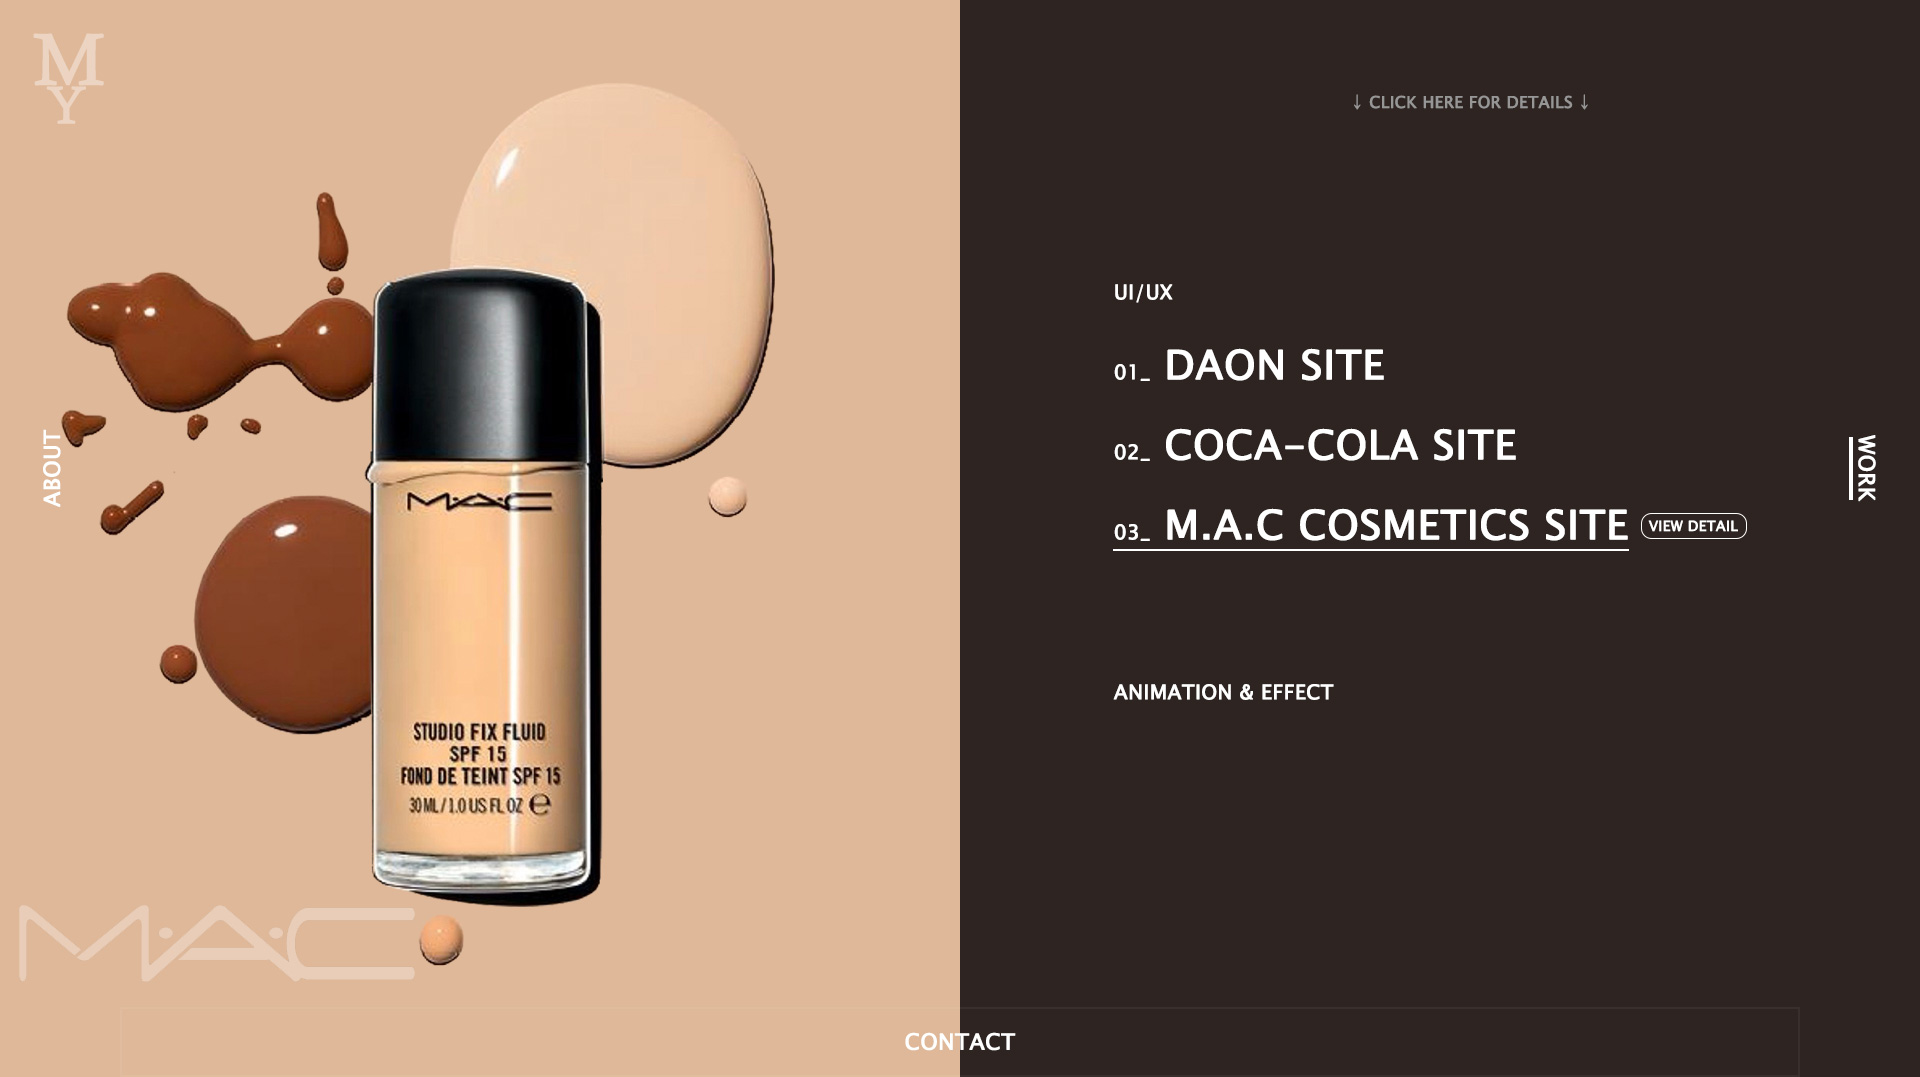 M
Y
ABOUT
M·A·C
STUDIO FIX FLUID
SPF 15
FOND DE TEINT SPF 15
30 ML / 1.0 US FL OZ e
M·A·C
↓ CLICK HERE FOR DETAILS ↓
UI/UX
01_ DAON SITE
02_ COCA-COLA SITE
03_ M.A.C COSMETICS SITE VIEW DETAIL
ANIMATION & EFFECT
WORK
CONTACT